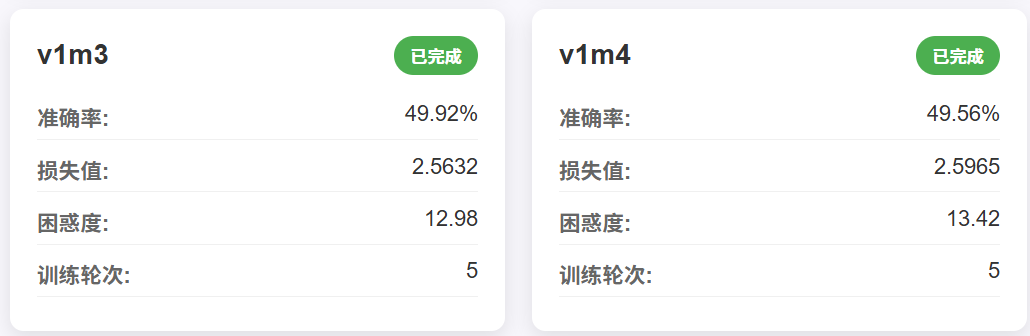 v1m3 已完成
准确率: 49.92%
损失值: 2.5632
困惑度: 12.98
训练轮次: 5
v1m4 已完成
准确率: 49.56%
损失值: 2.5965
困惑度: 13.42
训练轮次: 5